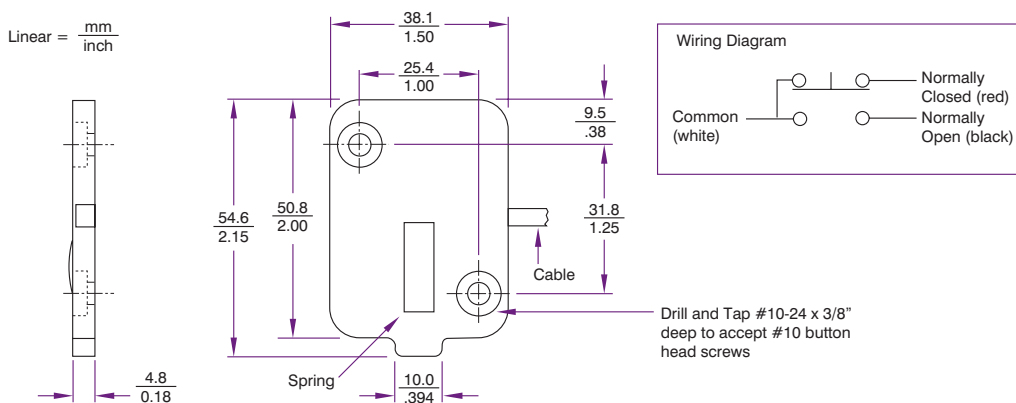 Linear = mm
inch
38.1
1.50
25.4
1.00
9.5
.38
54.6
2.15
50.8
2.00
31.8
1.25
Cable
Drill and Tap #10-24 x 3/8"
deep to accept #10 button
head screws
Spring
4.8
0.18
10.0
.394
Wiring Diagram
Common
(white)
Normally
Closed (red)
Normally
Open (black)